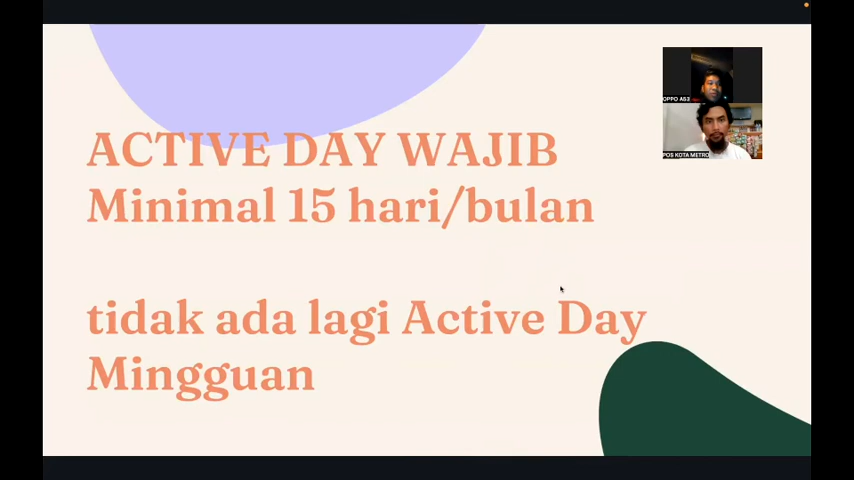 ACTIVE DAY WAJIB
Minimal 15 hari/bulan
tidak ada lagi Active Day
Mingguan
OPPO A53
POS KOTA METRO